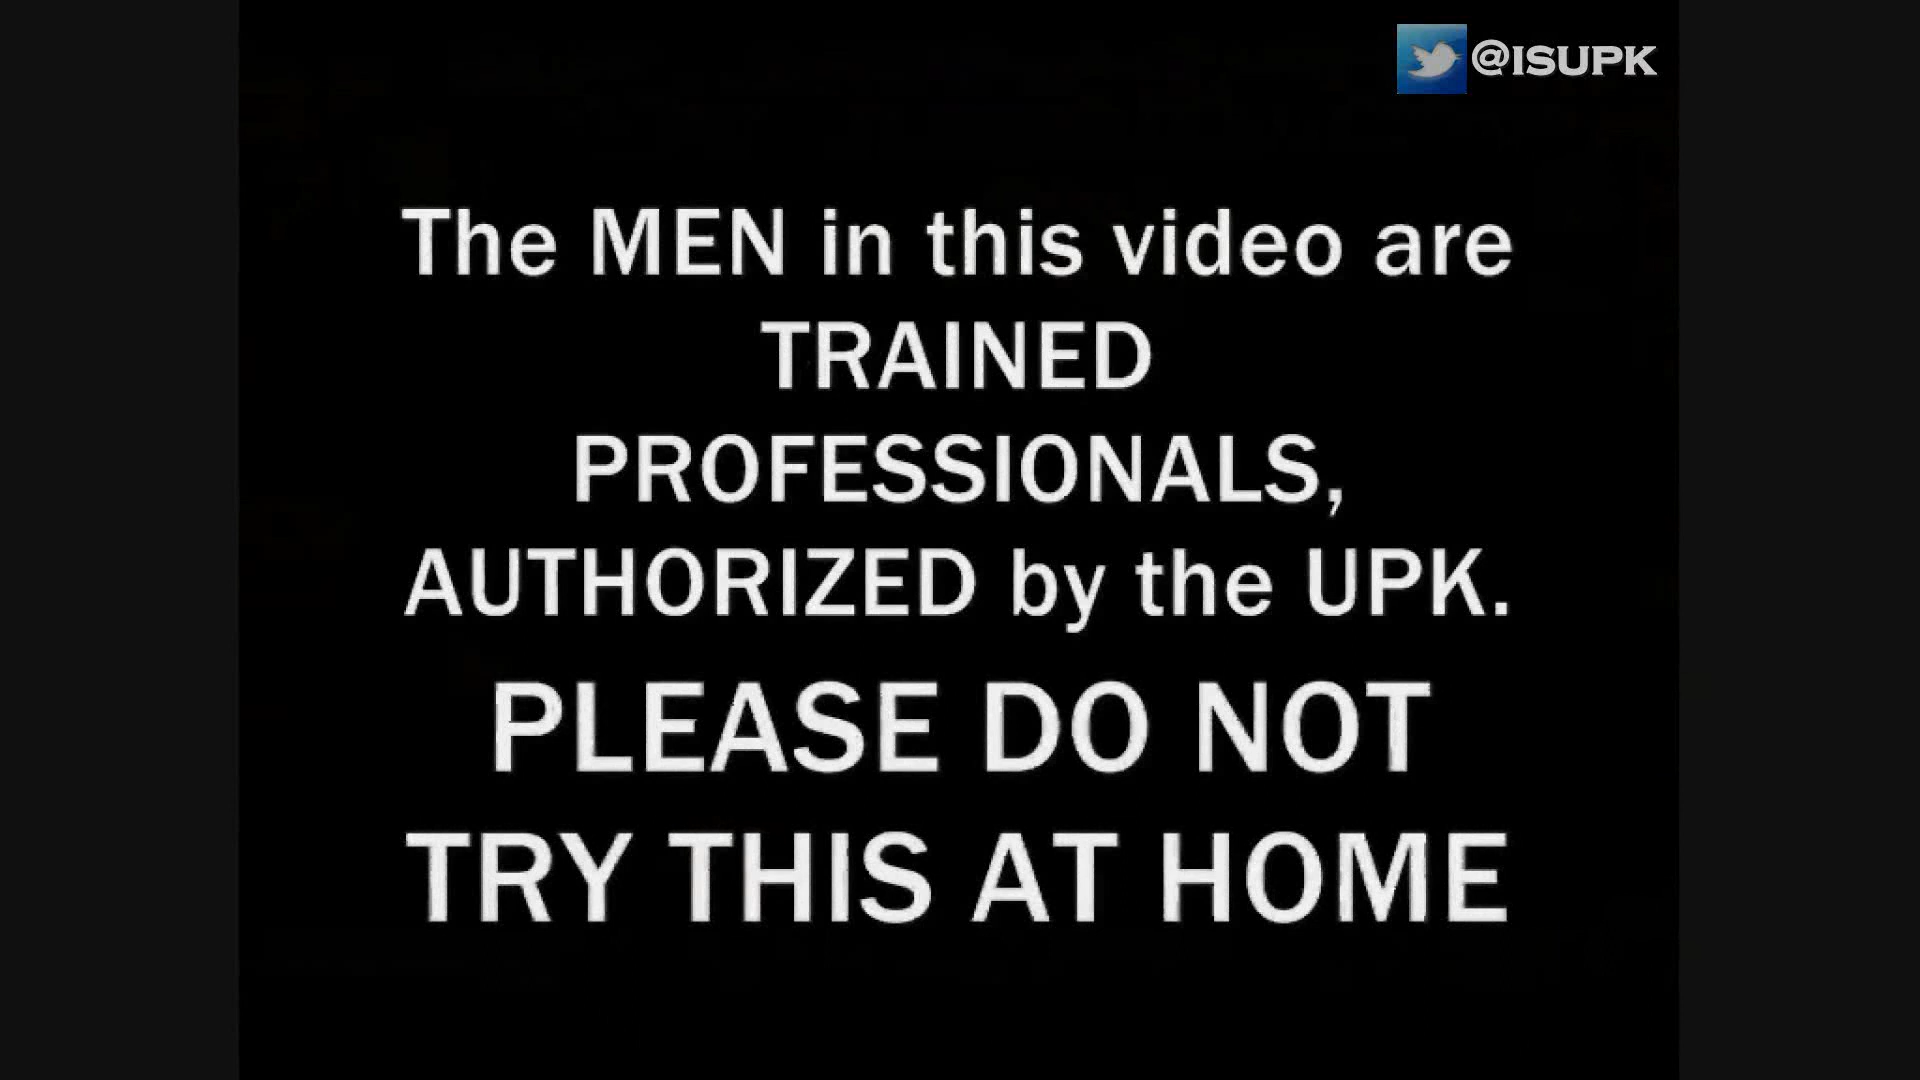 @ISUPK
The MEN in this video are
TRAINED
PROFESSIONALS,
AUTHORIZED by the UPK.
PLEASE DO NOT
TRY THIS AT HOME